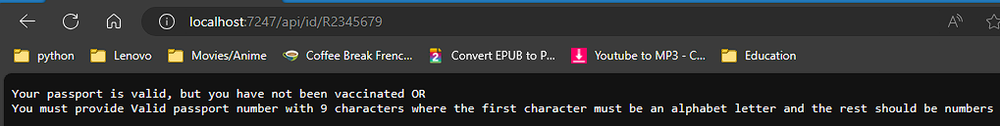 localhost:7247/api/id/R2345679
python Lenovo Movies/Anime Coffee Break Frenc... Convert EPUB to P... Youtube to MP3 - C... Education
Your passport is valid, but you have not been vaccinated OR
You must provide Valid passport number with 9 characters where the first character must be an alphabet letter and the rest should be numbers